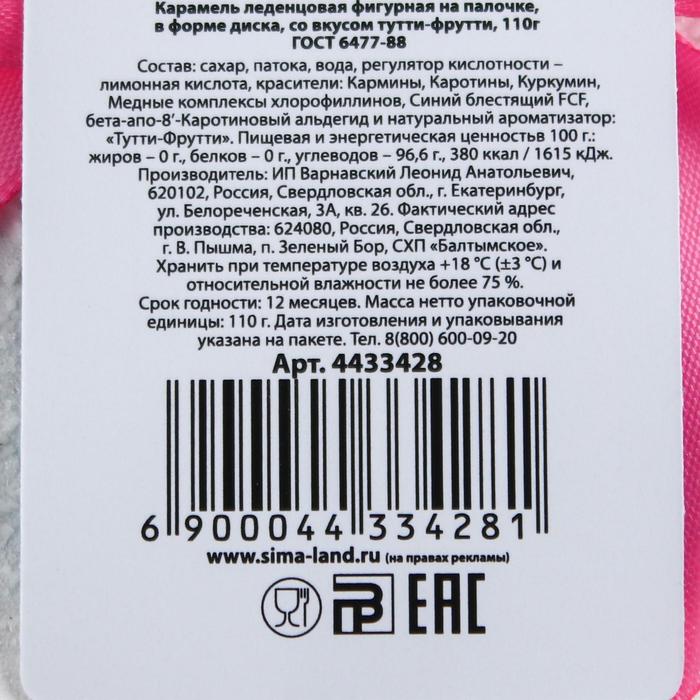 Карамель леденцовая фигурная на палочке,
в форме диска, со вкусом тутти-фрутти, 110г
ГОСТ 6477-88
Состав: сахар, патока, вода, регулятор кислотности –
лимонная кислота, красители: Кармины, Каротины, Куркумин,
Медные комплексы хлорофиллинов, Синий блестящий FCF,
бета-апо-8′-Каротиновый альдегид и натуральный ароматизатор:
«Тутти-Фрутти». Пищевая и энергетическая ценностьв 100 г.:
жиров – 0 г., белков – 0 г., углеводов – 96,6 г., 380 ккал / 1615 кДж.
Производитель: ИП Варнавский Леонид Анатольевич,
620102, Россия, Свердловская обл., г. Екатеринбург,
ул. Белореченская, 3А, кв. 26. Фактический адрес
производства: 624080, Россия, Свердловская обл.,
г. В. Пышма, п. Зеленый Бор, СХП «Балтымское».
Хранить при температуре воздуха +18 °С (±3 °С) и
относительной влажности не более 75 %.
Срок годности: 12 месяцев. Масса нетто упаковочной
единицы: 110 г. Дата изготовления и упаковывания
указана на пакете. Тел. 8(800) 600-09-20
Арт. 4433428
6 900044 334281
www.sima-land.ru (на правах рекламы)
ЕАС